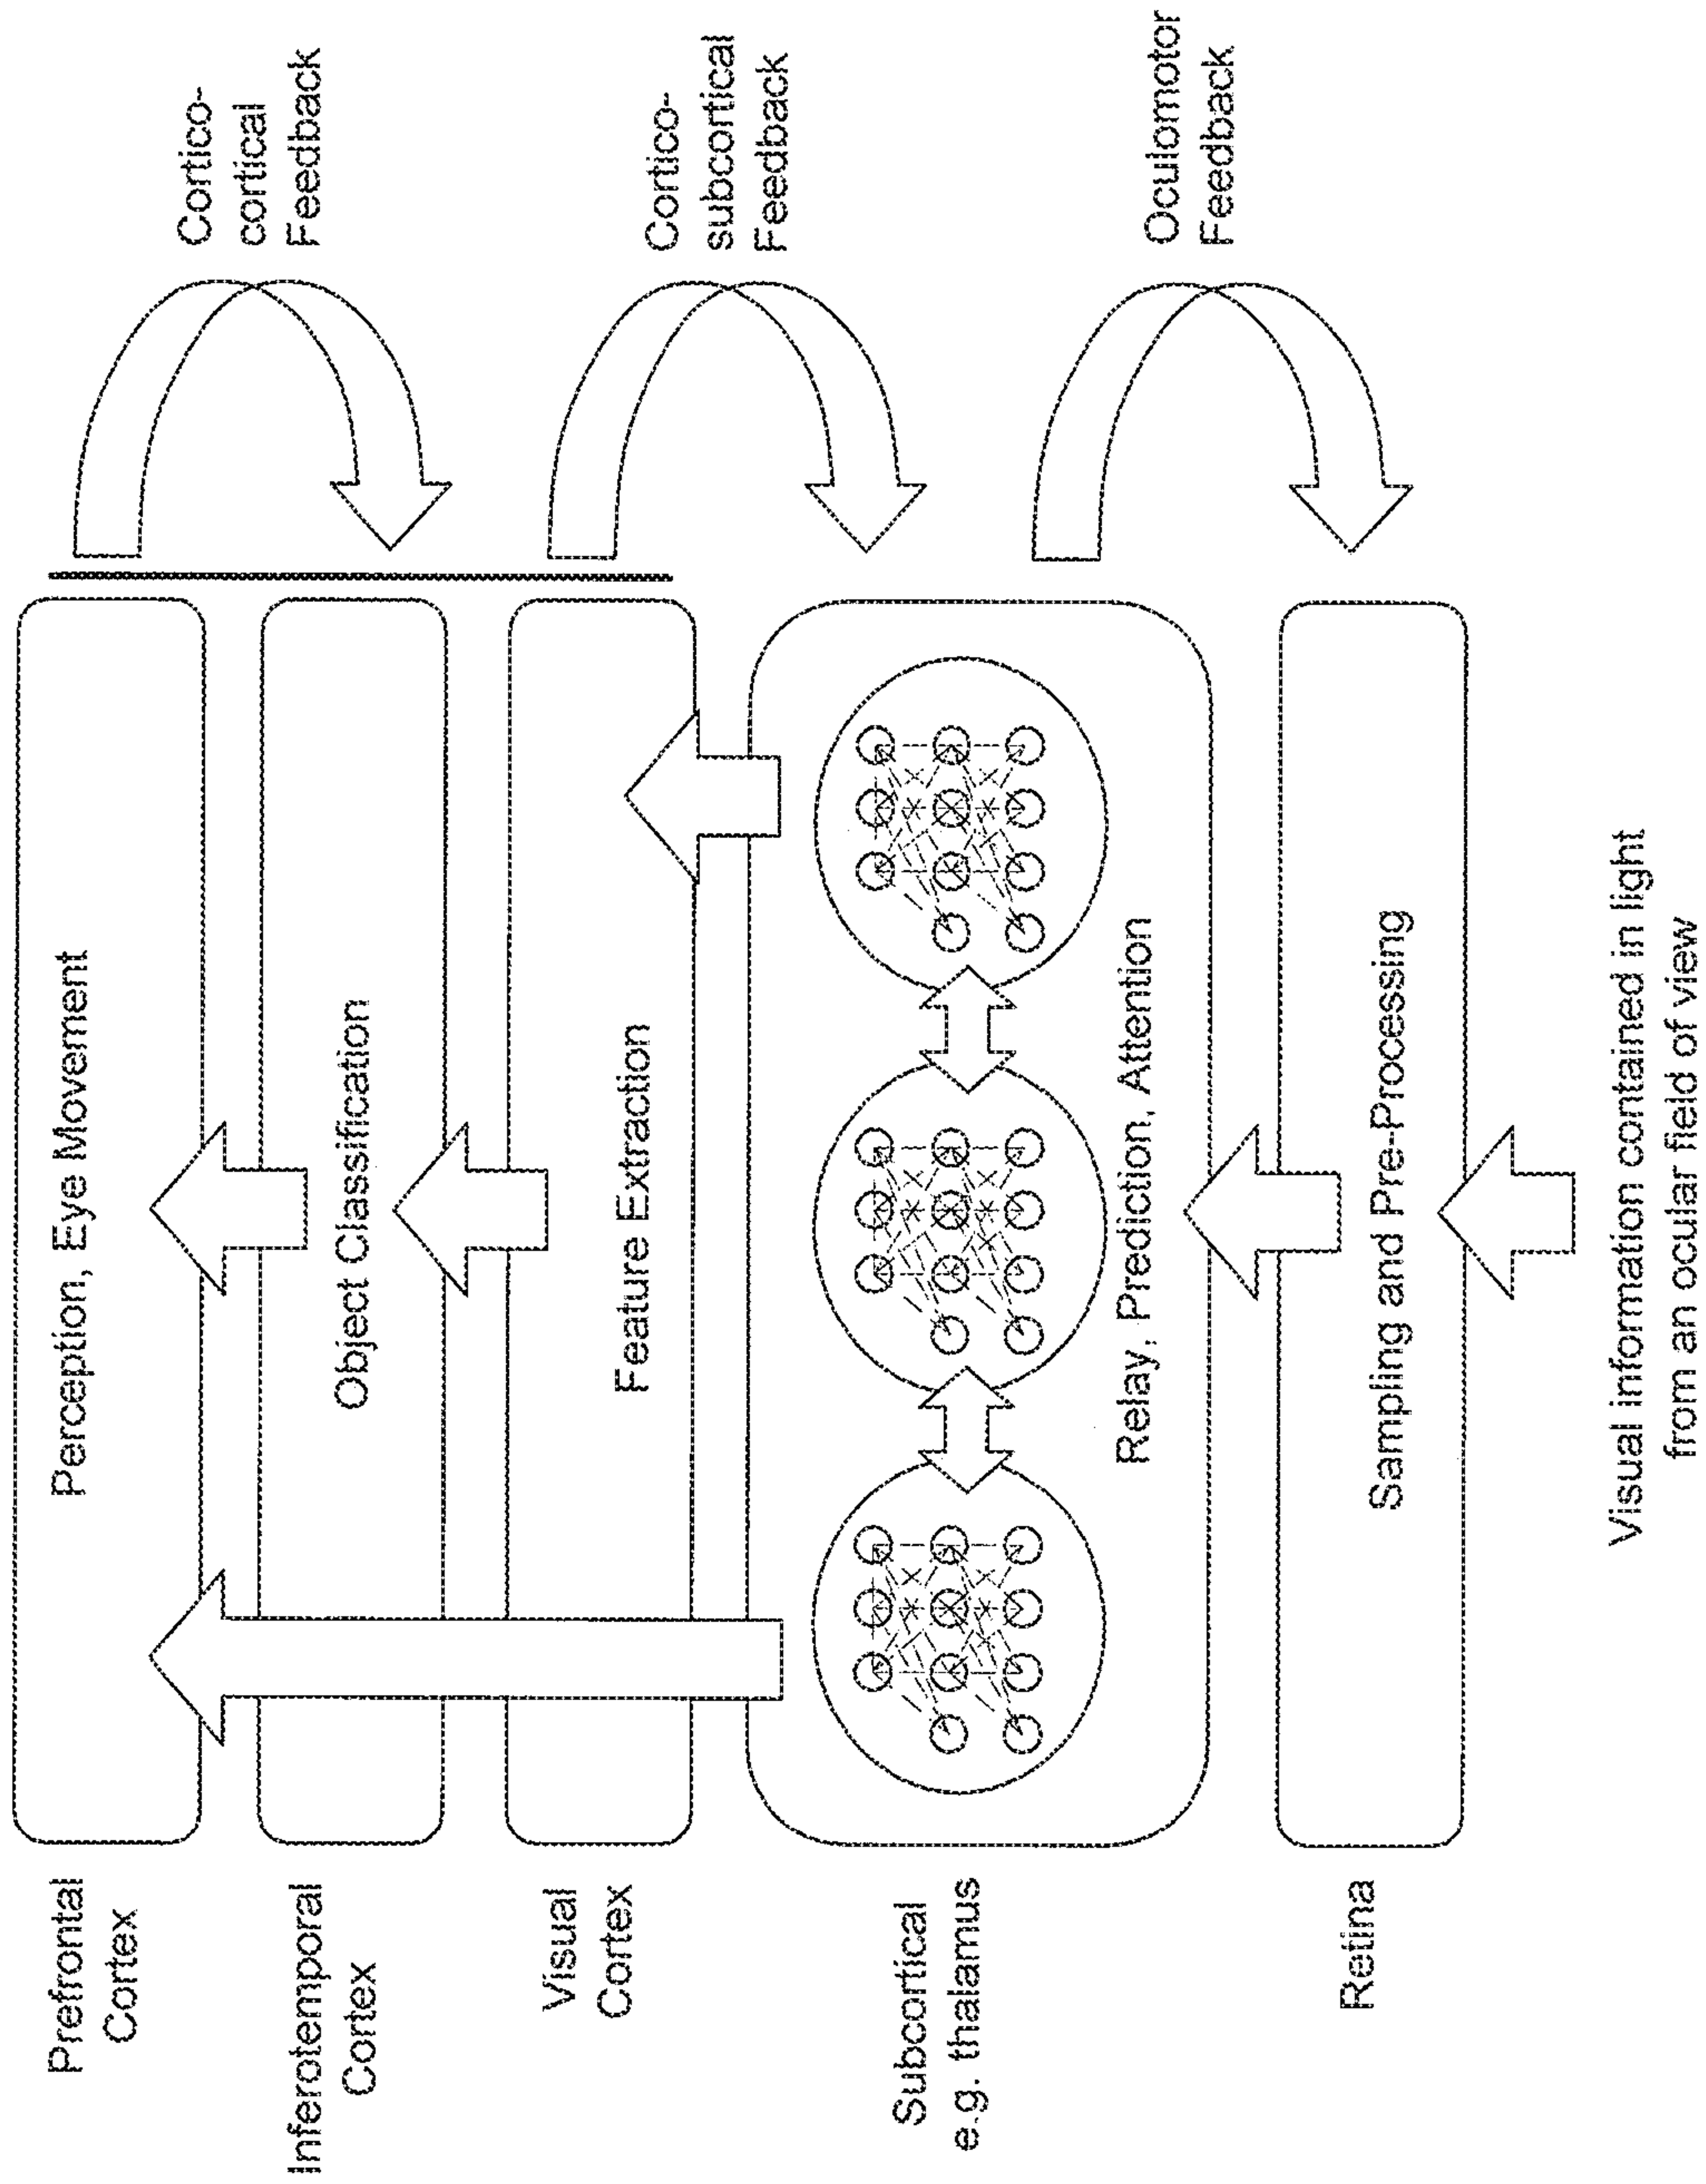 Prefrontal
Cortex
Perception, Eye Movement
Cortico-
cortical
Feedback
Inferotemporal
Cortex
Object Classification
Visual
Cortex
Feature Extraction
Cortico-
subcortical
Feedback
Subcortical
e.g. thalamus
Relay, Prediction, Attention
Oculomotor
Feedback
Retina
Sampling and Pre-Processing
Visual information contained in light
from an ocular field of view